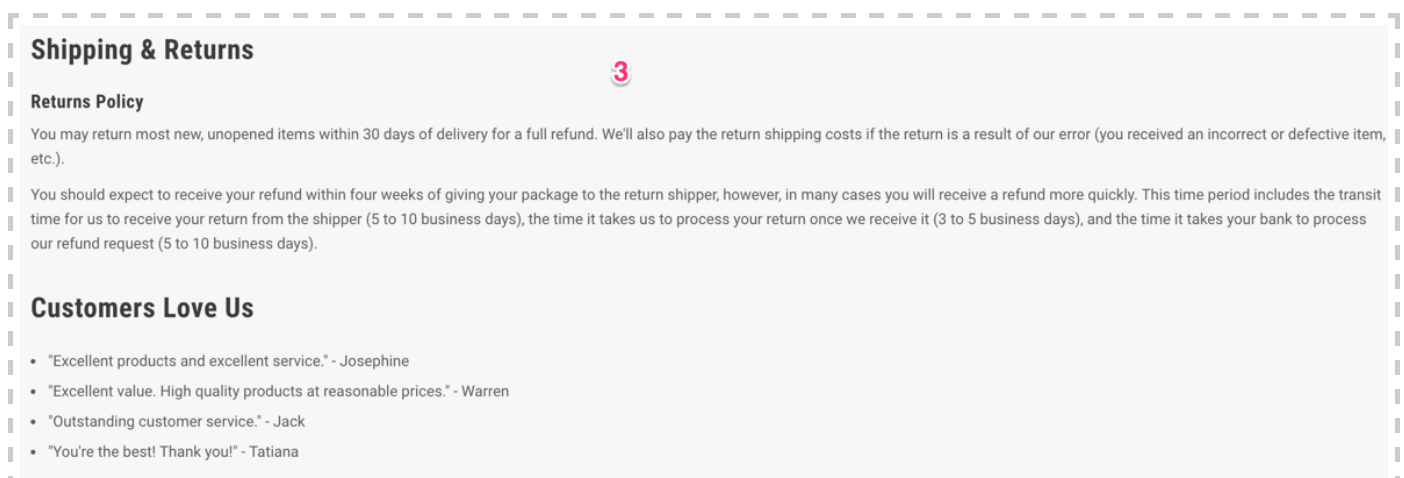 Shipping & Returns
3
Returns Policy
You may return most new, unopened items within 30 days of delivery for a full refund. We'll also pay the return shipping costs if the return is a result of our error (you received an incorrect or defective item,
etc.).
You should expect to receive your refund within four weeks of giving your package to the return shipper, however, in many cases you will receive a refund more quickly. This time period includes the transit
time for us to receive your return from the shipper (5 to 10 business days), the time it takes us to process your return once we receive it (3 to 5 business days), and the time it takes your bank to process
our refund request (5 to 10 business days).
Customers Love Us
• "Excellent products and excellent service." - Josephine
• "Excellent value. High quality products at reasonable prices." - Warren
• "Outstanding customer service." - Jack
• "You're the best! Thank you!" - Tatiana